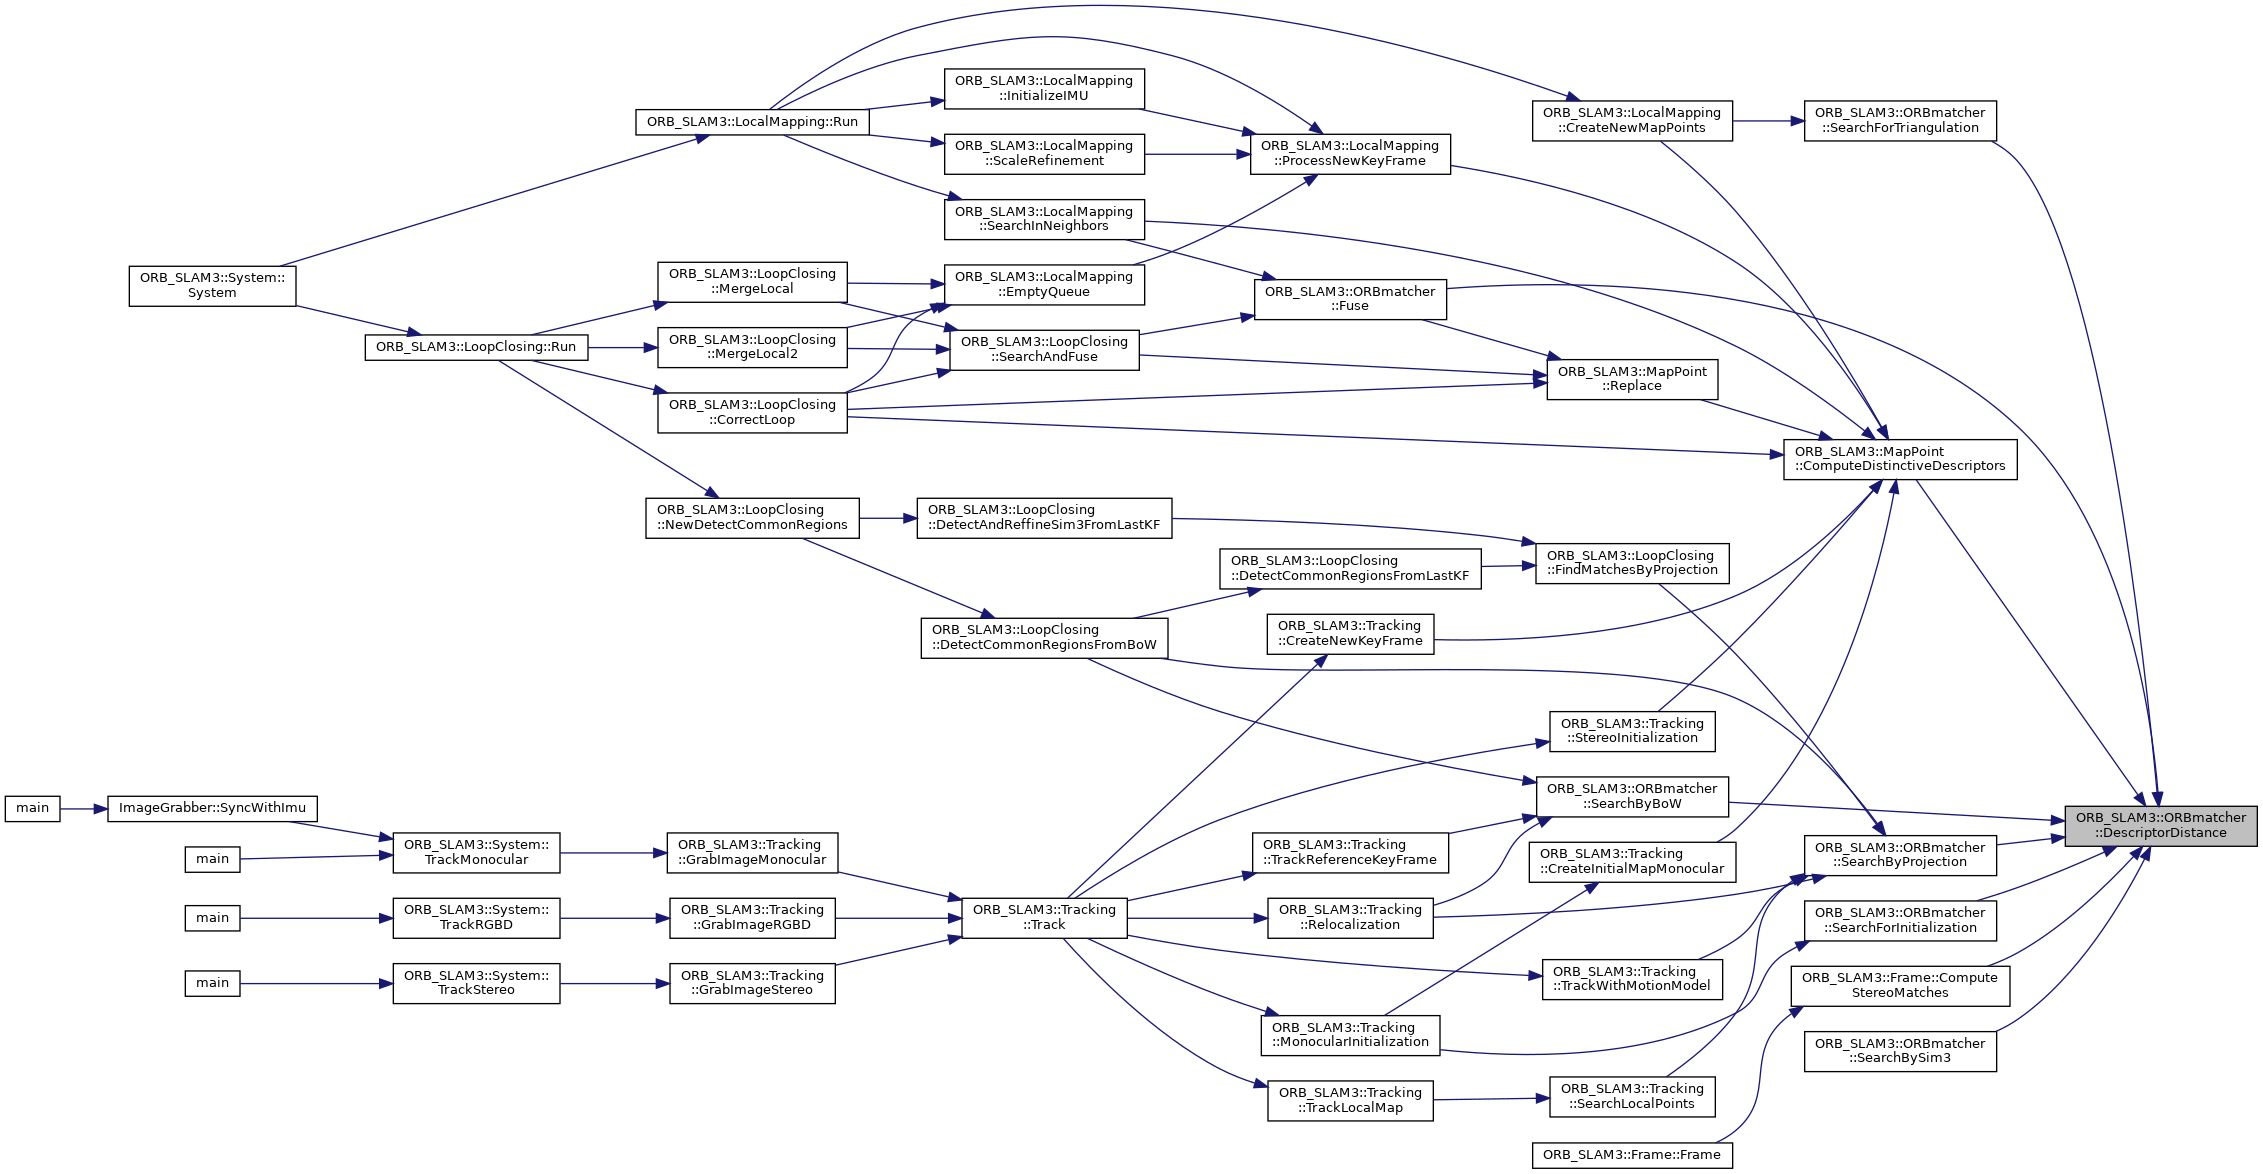 ORB_SLAM3::LocalMapping
::InitializeIMU
ORB_SLAM3::LocalMapping::Run
ORB_SLAM3::LocalMapping
::CreateNewMapPoints
ORB_SLAM3::ORBmatcher
::SearchForTriangulation
ORB_SLAM3::LocalMapping
::ScaleRefinement
ORB_SLAM3::LocalMapping
::ProcessNewKeyFrame
ORB_SLAM3::LocalMapping
::SearchInNeighbors
ORB_SLAM3::System::
System
ORB_SLAM3::LoopClosing
::MergeLocal
ORB_SLAM3::LocalMapping
::EmptyQueue
ORB_SLAM3::ORBmatcher
::Fuse
ORB_SLAM3::LoopClosing::Run
ORB_SLAM3::LoopClosing
::MergeLocal2
ORB_SLAM3::LoopClosing
::SearchAndFuse
ORB_SLAM3::MapPoint
::Replace
ORB_SLAM3::LoopClosing
::CorrectLoop
ORB_SLAM3::MapPoint
::ComputeDistinctiveDescriptors
ORB_SLAM3::LoopClosing
::NewDetectCommonRegions
ORB_SLAM3::LoopClosing
::DetectAndReffineSim3FromLastKF
ORB_SLAM3::LoopClosing
::DetectCommonRegionsFromLastKF
ORB_SLAM3::LoopClosing
::FindMatchesByProjection
ORB_SLAM3::LoopClosing
::DetectCommonRegionsFromBoW
ORB_SLAM3::Tracking
::CreateNewKeyFrame
ORB_SLAM3::Tracking
::StereoInitialization
main
ImageGrabber::SyncWithImu
ORB_SLAM3::ORBmatcher
::SearchByBoW
ORB_SLAM3::ORBmatcher
::DescriptorDistance
main
ORB_SLAM3::System::
TrackMonocular
ORB_SLAM3::Tracking
::GrabImageMonocular
ORB_SLAM3::Tracking
::TrackReferenceKeyFrame
ORB_SLAM3::Tracking
::CreateInitialMapMonocular
ORB_SLAM3::ORBmatcher
::SearchByProjection
main
ORB_SLAM3::System::
TrackRGBD
ORB_SLAM3::Tracking
::GrabImageRGBD
ORB_SLAM3::Tracking
::Track
ORB_SLAM3::Tracking
::Relocalization
ORB_SLAM3::ORBmatcher
::SearchForInitialization
main
ORB_SLAM3::System::
TrackStereo
ORB_SLAM3::Tracking
::GrabImageStereo
ORB_SLAM3::Tracking
::TrackWithMotionModel
ORB_SLAM3::Frame::Compute
StereoMatches
ORB_SLAM3::Tracking
::MonocularInitialization
ORB_SLAM3::ORBmatcher
::SearchBySim3
ORB_SLAM3::Tracking
::TrackLocalMap
ORB_SLAM3::Tracking
::SearchLocalPoints
ORB_SLAM3::Frame::Frame